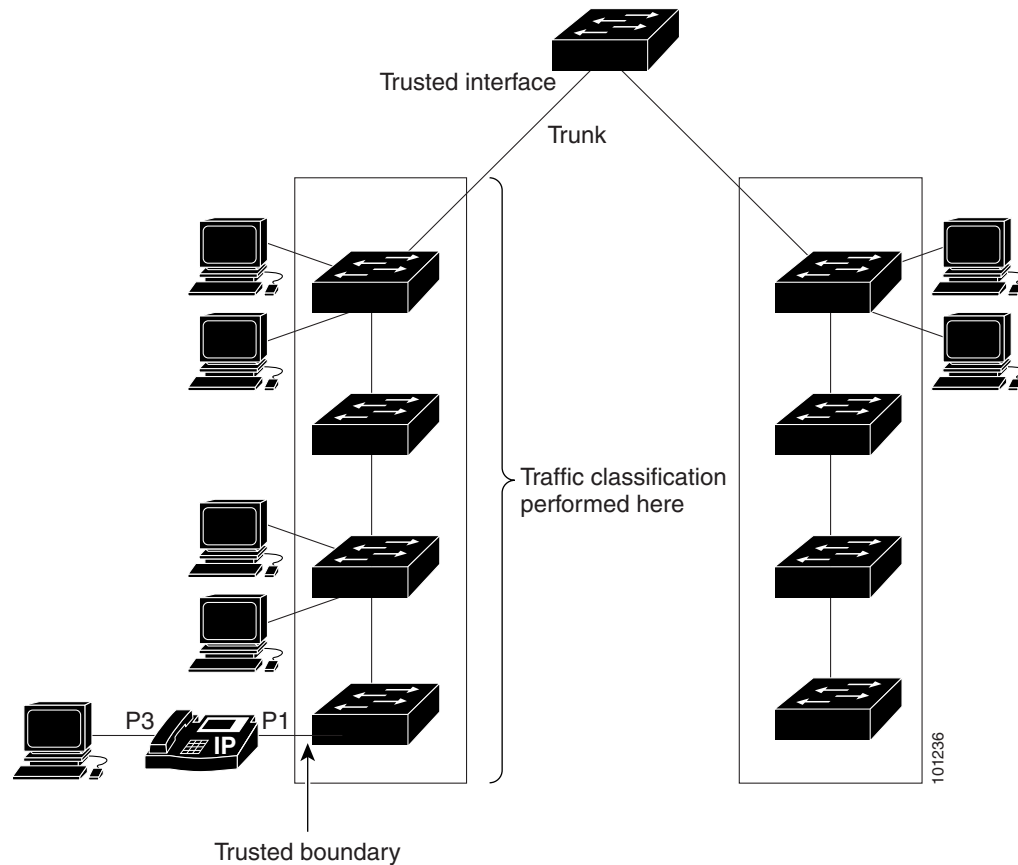 Trusted interface
Trunk
Traffic classification
performed here
P3
IP
P1
101236
Trusted boundary